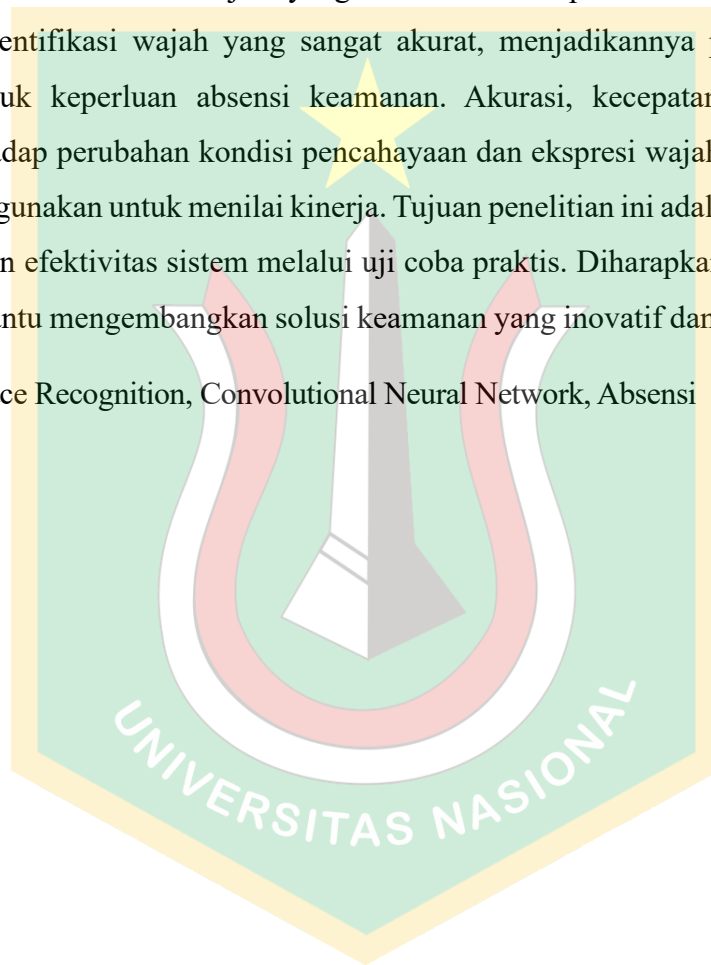 entifikasi wajah yang sangat akurat, menjadikannya
uk keperluan absensi keamanan. Akurasi, kecepatan
adap perubahan kondisi pencahayaan dan ekspresi wajah
gunakan untuk menilai kinerja. Tujuan penelitian ini adal
n efektivitas sistem melalui uji coba praktis. Diharapkan
antu mengembangkan solusi keamanan yang inovatif dan
ce Recognition, Convolutional Neural Network, Absensi
UNIVERSITAS NASIONAL